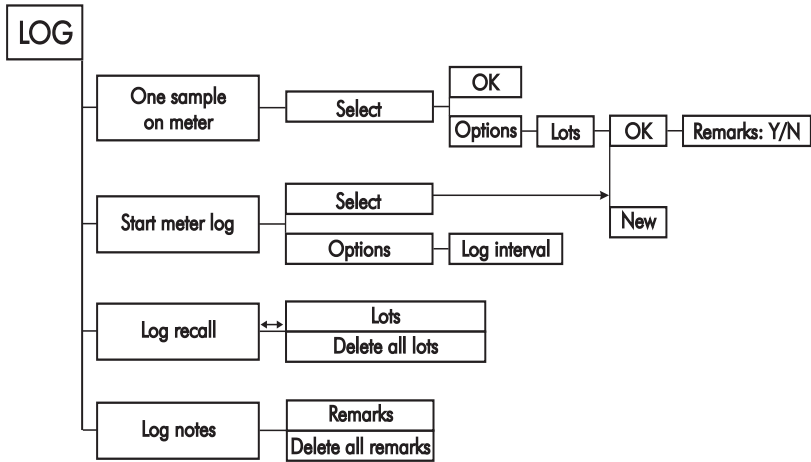 LOG
One sample
on meter
Select
OK
Options
Lots
OK
Remarks: Y/N
New
Start meter log
Select
Options
Log interval
Log recall
Lots
Delete all lots
Log notes
Remarks
Delete all remarks